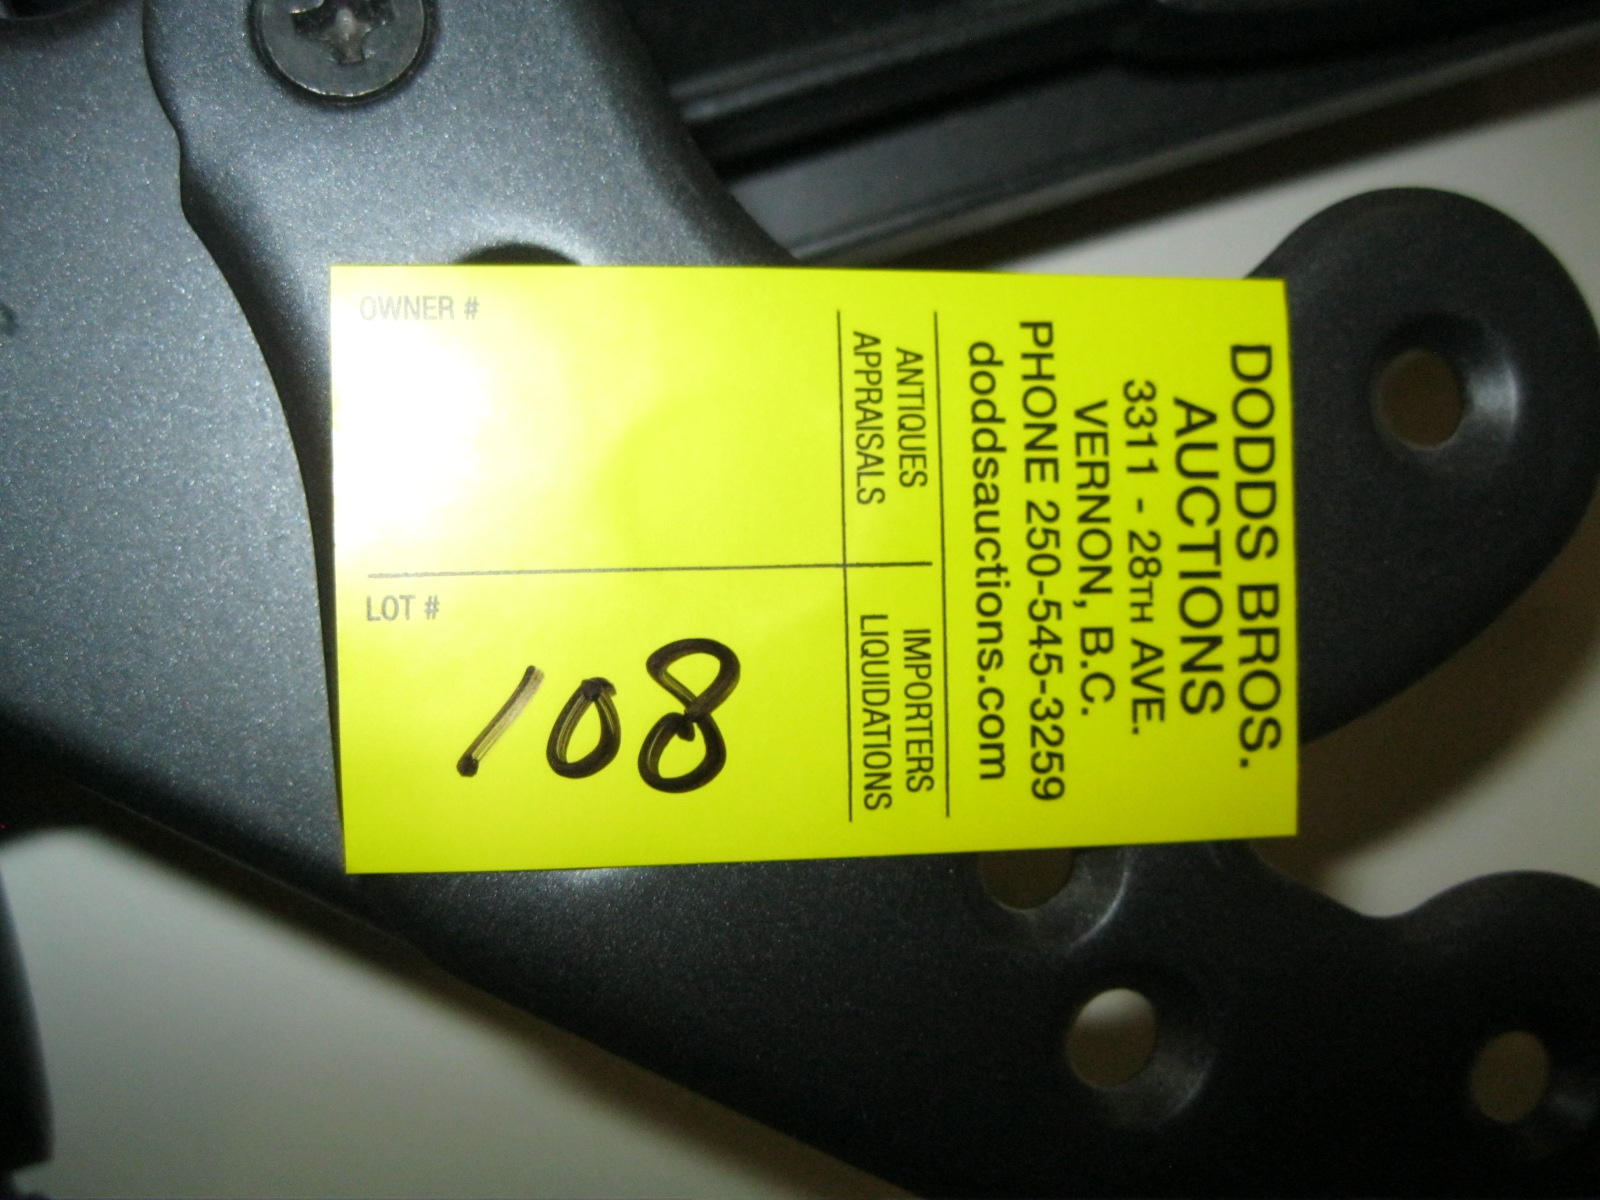 DODDS BROS.
AUCTIONS
3311 - 28TH AVE.
VERNON, B.C.
PHONE 250-545-3259
doddsauctions.com
ANTIQUES
APPRAISALS
IMPORTERS
LIQUIDATIONS
OWNER #
LOT #
108